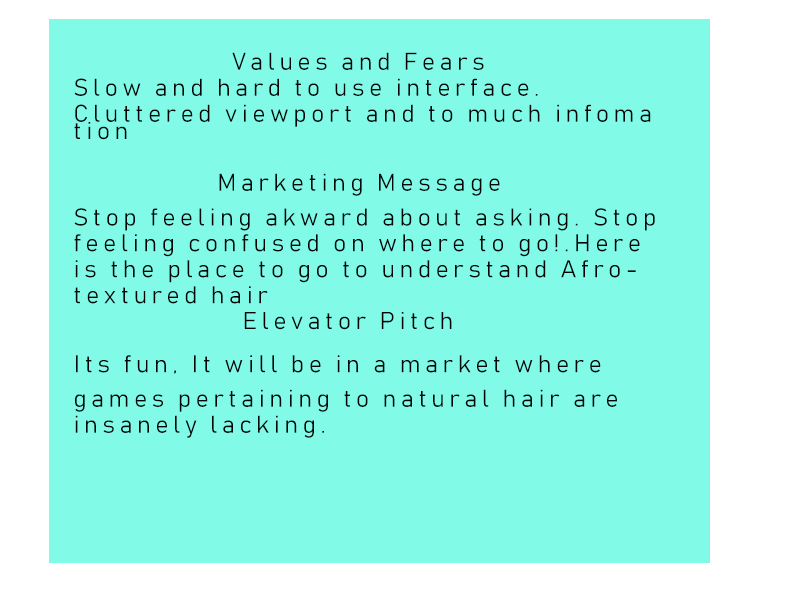 Values and Fears
Slow and hard to use interface.
Cluttered viewport and to much infoma
tion
Marketing Message
Stop feeling akward about asking. Stop
feeling confused on where to go!.Here
is the place to go to understand Afro-
textured hair
Elevator Pitch
Its fun, It will be in a market where
games pertaining to natural hair are
insanely lacking.